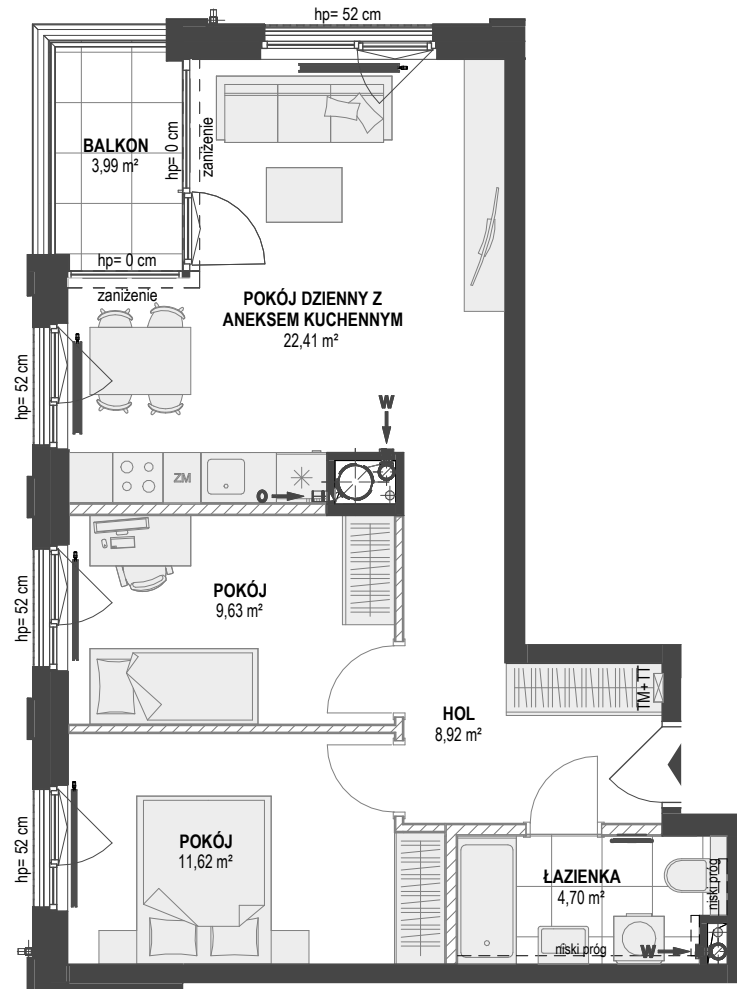 hp= 52 cm
BALKON
3,99 m²
hp= 0 cm
zaniżenie
hp= 0 cm
zaniżenie
POKÓJ DZIENNY Z
ANEKSEM KUCHENNYM
22,41 m²
hp= 52 cm
W
ZM
O
POKÓJ
9,63 m²
hp= 52 cm
TM+TT
HOL
8,92 m²
POKÓJ
11,62 m²
hp= 52 cm
ŁAZIENKA
4,70 m²
niski próg
niski próg
W